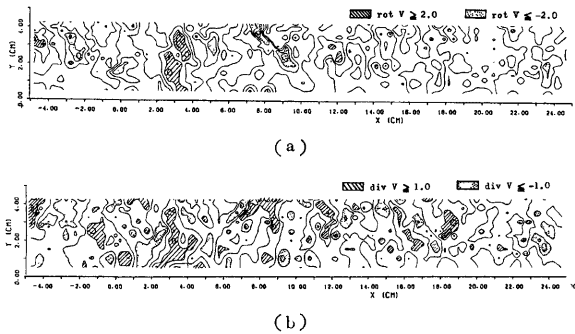 rot V ≧ 2.0 rot V ≦ -2.0
Y (CM)
0.00 2.00
-4.00 -2.00 0.00 2.00 4.00 6.00 8.00 10.00 12.00 14.00 16.00 18.00 20.00 22.00 24.00
X (CM)
(a)
div V ≧ 1.0 div V ≦ -1.0
Y (CM)
0.00 2.00 4.00
-4.00 -2.00 0.00 2.00 4.00 6.00 8.00 10.00 12.00 14.00 16.00 18.00 20.00 22.00 24.00
X (CM)
(b)